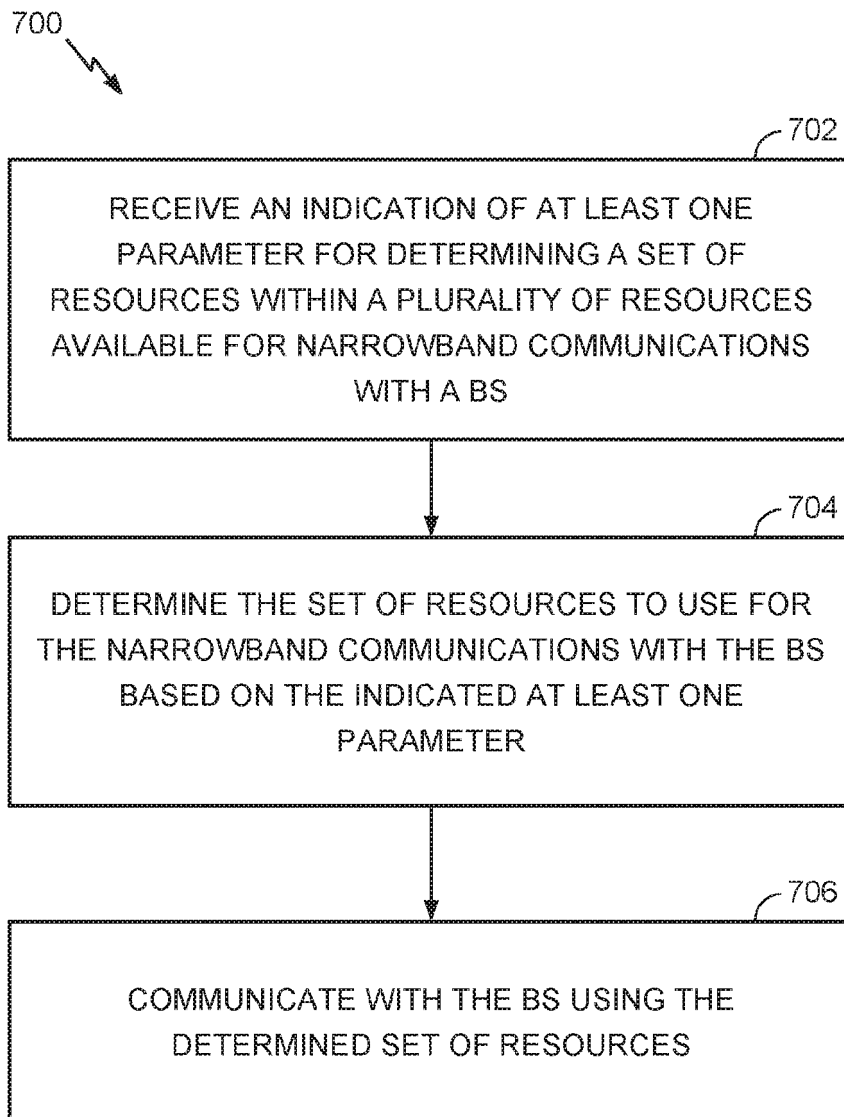 700
702
RECEIVE AN INDICATION OF AT LEAST ONE
PARAMETER FOR DETERMINING A SET OF
RESOURCES WITHIN A PLURALITY OF RESOURCES
AVAILABLE FOR NARROWBAND COMMUNICATIONS
WITH A BS
704
DETERMINE THE SET OF RESOURCES TO USE FOR
THE NARROWBAND COMMUNICATIONS WITH THE BS
BASED ON THE INDICATED AT LEAST ONE
PARAMETER
706
COMMUNICATE WITH THE BS USING THE
DETERMINED SET OF RESOURCES